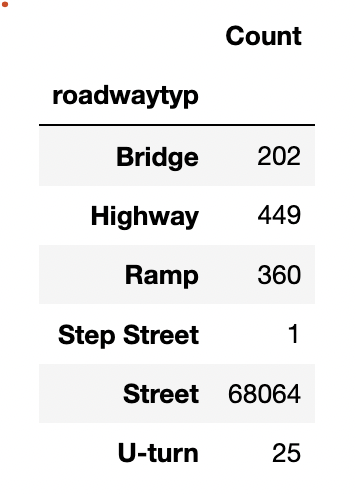 Count
roadwaytyp
Bridge 202
Highway 449
Ramp 360
Step Street 1
Street 68064
U-turn 25